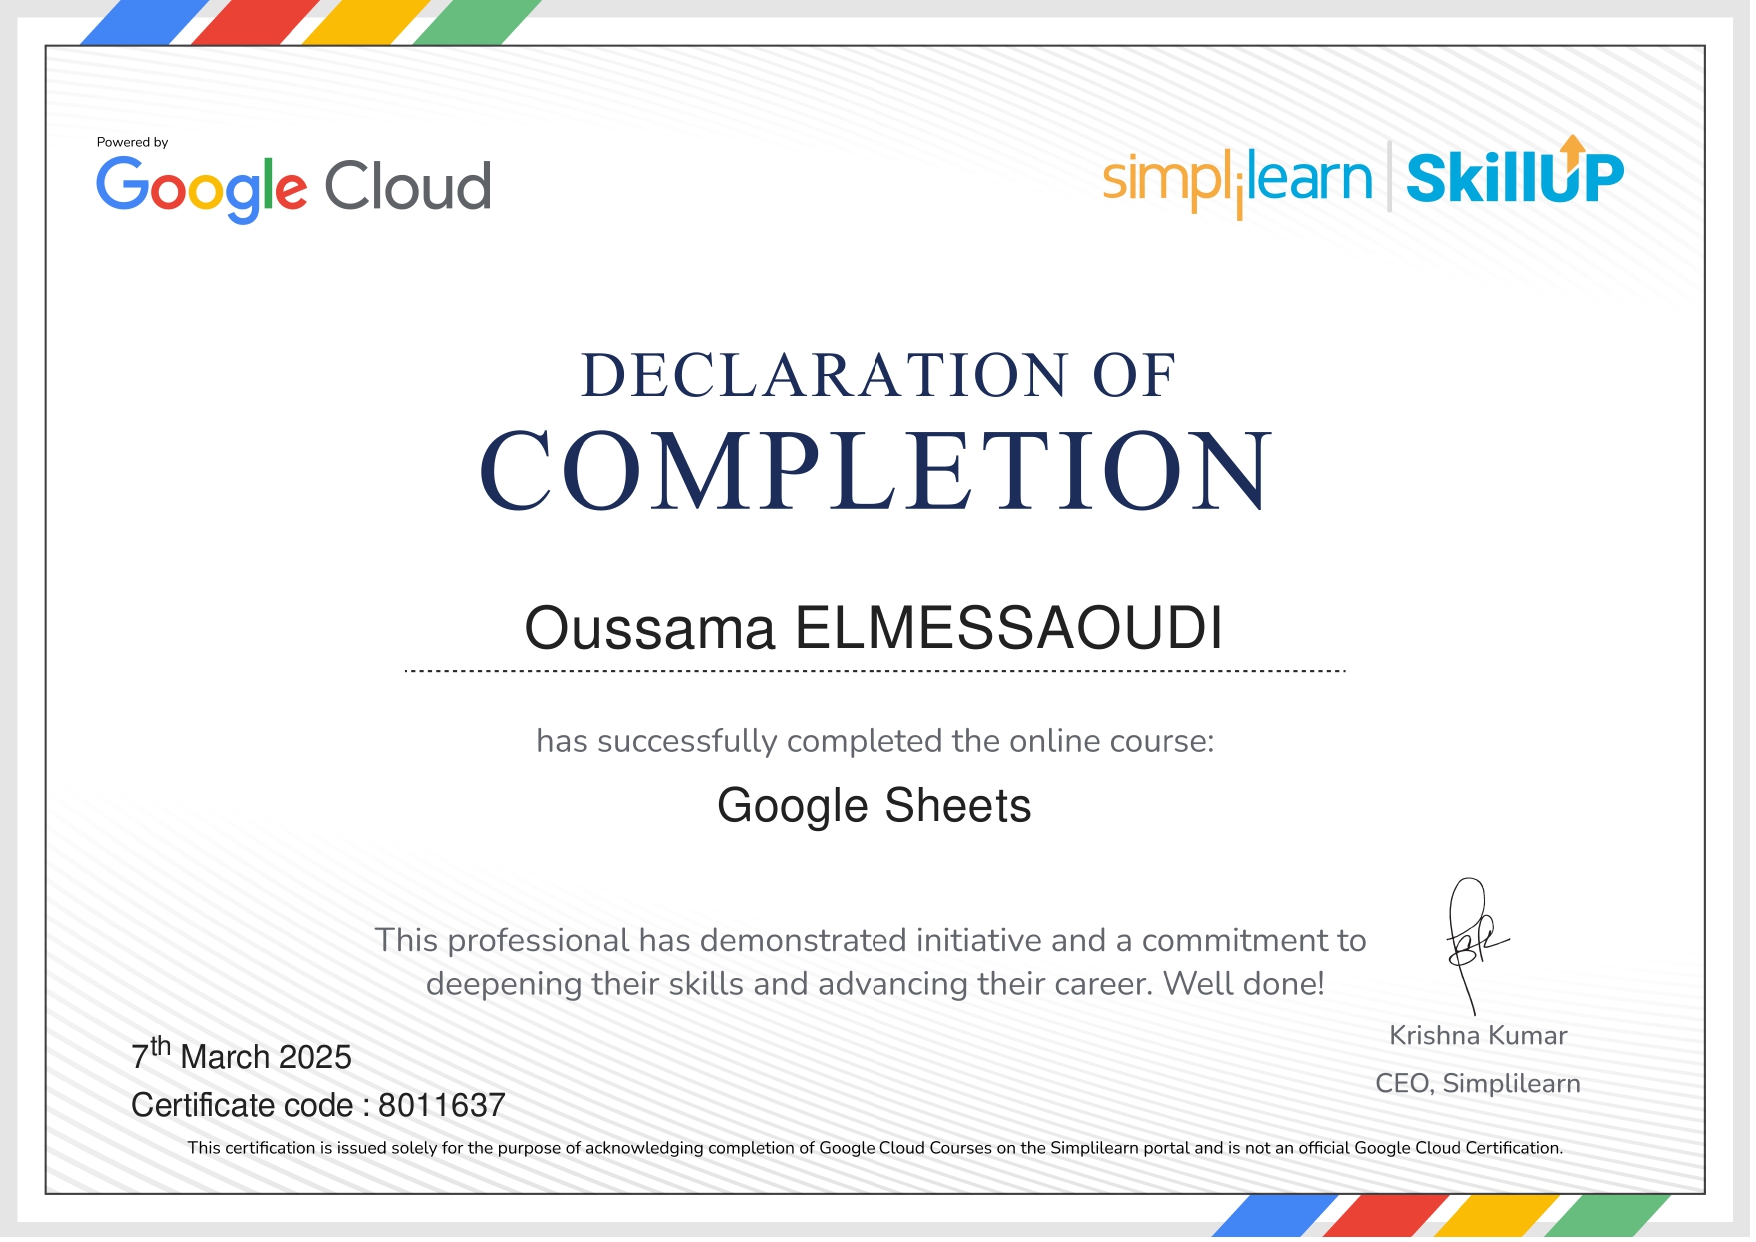 Powered by
Google Cloud
simplilearn | SkillUP
DECLARATION OF
COMPLETION
Oussama ELMESSAOUDI
has successfully completed the online course:
Google Sheets
This professional has demonstrated initiative and a commitment to
deepening their skills and advancing their career. Well done!
Krishna Kumar
CEO, Simplilearn
7th March 2025
Certificate code : 8011637
This certification is issued solely for the purpose of acknowledging completion of Google Cloud Courses on the Simplilearn portal and is not an official Google Cloud Certification.